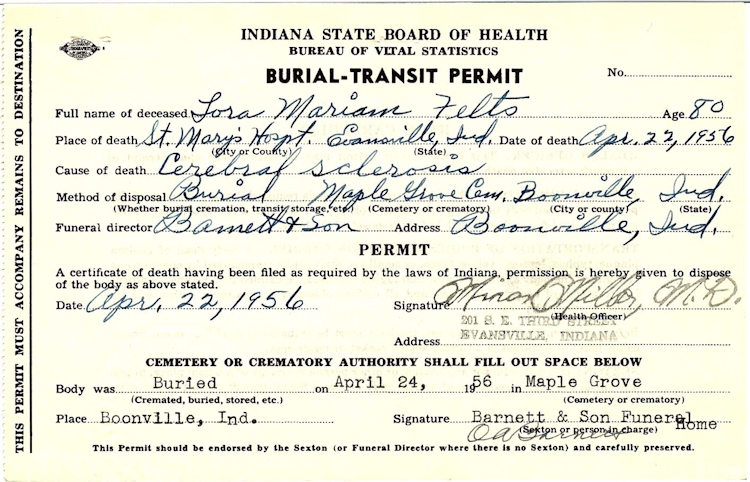 INDIANA STATE BOARD OF HEALTH
BUREAU OF VITAL STATISTICS
BURIAL-TRANSIT PERMIT
No.
THIS PERMIT MUST ACCOMPANY REMAINS TO DESTINATION
Full name of deceased Lora Mariam Felts Age 80
Place of death St. Mary's Hospt. Evansville, Ind. Date of death Apr. 22, 1956
(City or County) (State)
Cause of death Cerebral sclerosis
Method of disposal Burial Maple Grove Cem. Boonville, Ind.
(Whether burial cremation, transit, storage, etc.) (Cemetery or crematory) (City or county) (State)
Funeral director Barnett & Son Address Boonville, Ind.
PERMIT
A certificate of death having been filed as required by the laws of Indiana, permission is hereby given to dispose
of the body as above stated.
Date Apr. 22, 1956 Signature Miller, M.D.
(Health Officer)
201 S. E. THIRD STREET
Address EVANSVILLE, INDIANA
CEMETERY OR CREMATORY AUTHORITY SHALL FILL OUT SPACE BELOW
Body was Buried on April 24, 1956 in Maple Grove
(Cremated, buried, stored, etc.) (Cemetery or crematory)
Place Boonville, Ind. Signature Barnett & Son Funeral Home
(Sexton or person in charge)
This Permit should be endorsed by the Sexton (or Funeral Director where there is no Sexton) and carefully preserved.